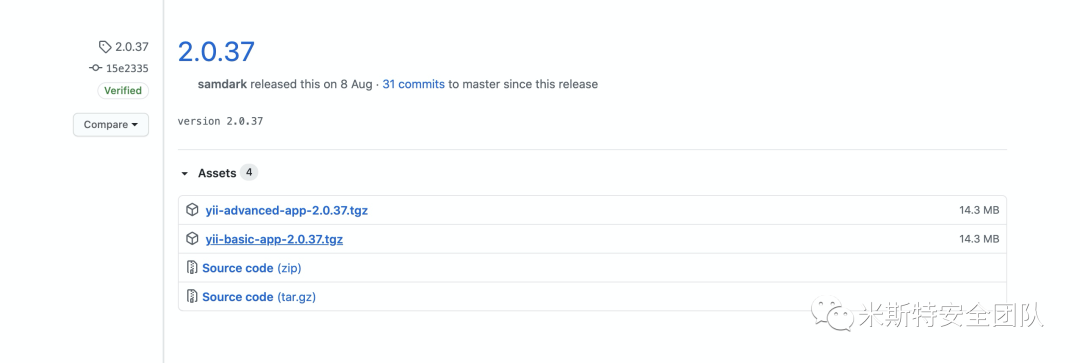 2.0.37
15e2335
Verified
Compare
2.0.37
samdark released this on 8 Aug · 31 commits to master since this release
version 2.0.37
Assets 4
yii-advanced-app-2.0.37.tgz 14.3 MB
yii-basic-app-2.0.37.tgz 14.3 MB
Source code (zip)
Source code (tar.gz)
米斯特安全团队